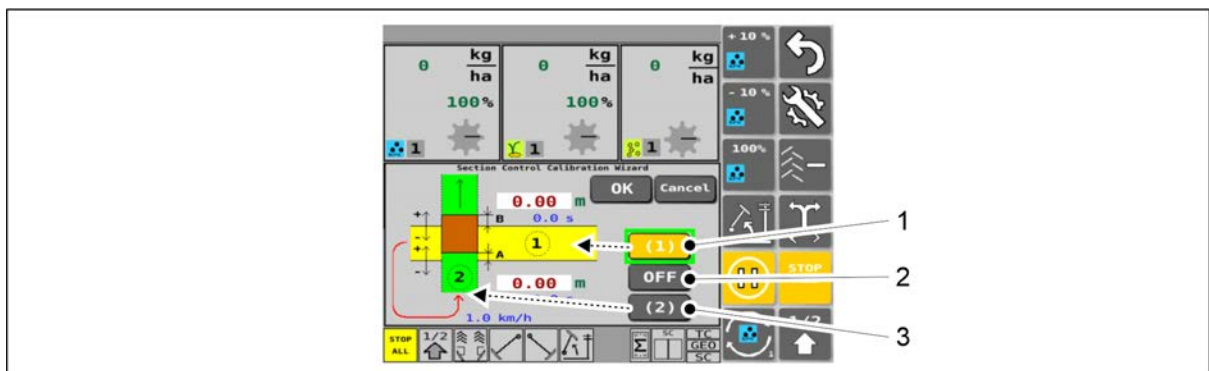 0 kg/ha
100%
1
0 kg/ha
100%
1
0 kg/ha
1
Section Control Calibration Wizard
OK
Cancel
0.00 m
0.0 s
+
-
+
-
B
A
1
2
0.00 m
1.0 km/h
(1)
OFF
(2)
STOP ALL
1/2
Σ
SC
TC
GEO
SC
+10 %
- 10 %
100%
STOP
1/2
1
2
3